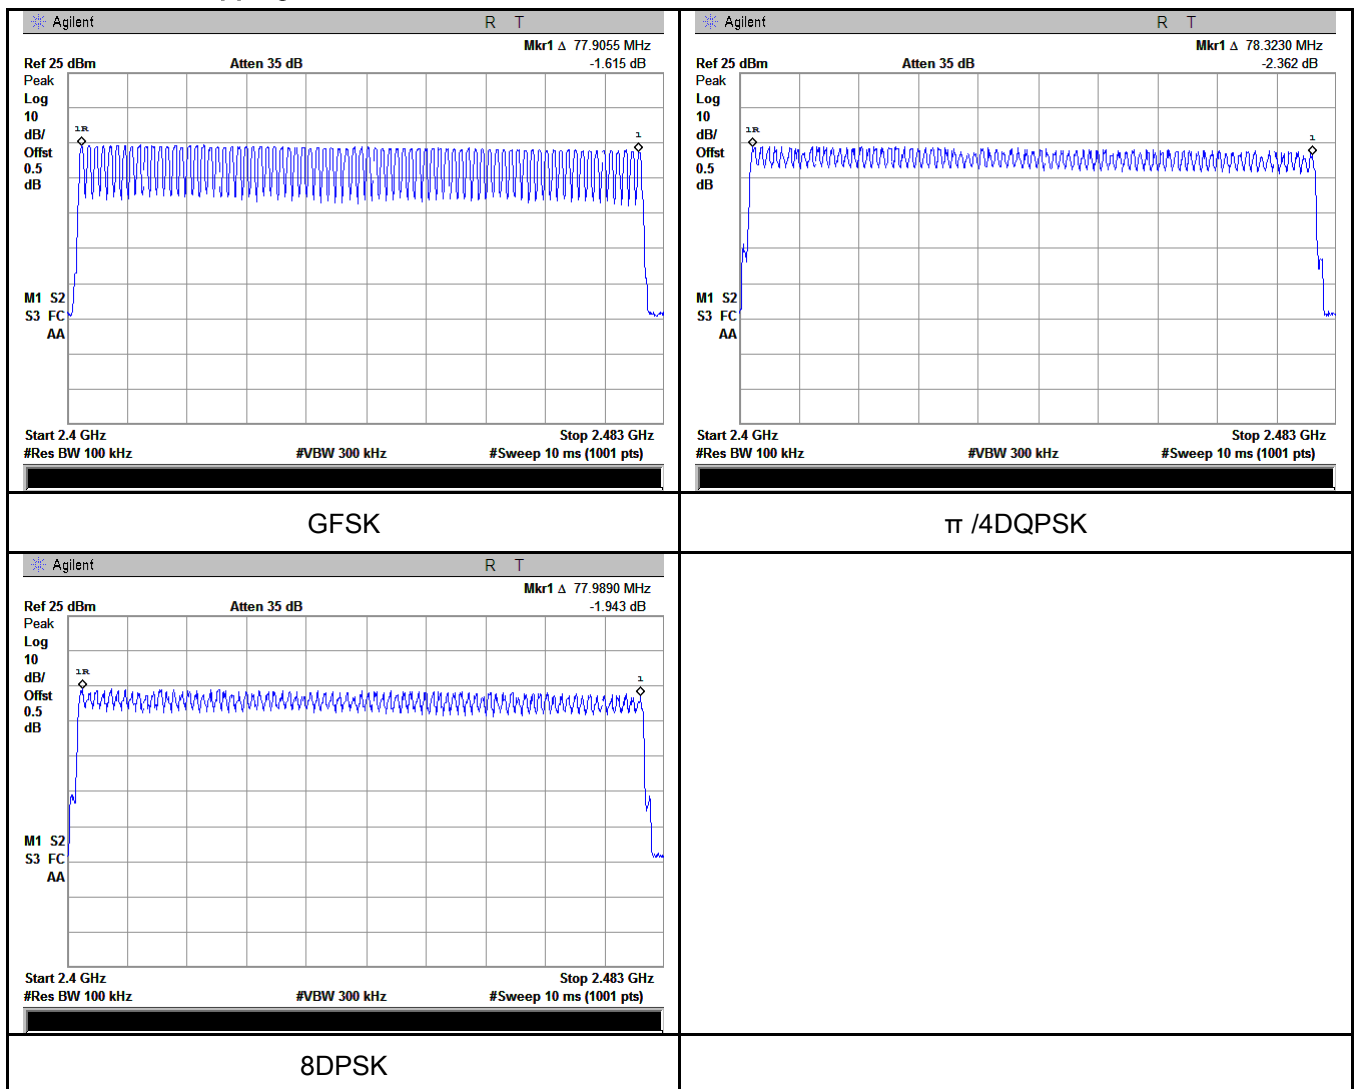 Agilent R T
Mkr1 Δ 77.9055 MHz
Ref 25 dBm Atten 35 dB -1.615 dB
Peak
Log
10
dB/
Offst
0.5
dB
1R
1
M1 S2
S3 FC
AA
Start 2.4 GHz Stop 2.483 GHz
#Res BW 100 kHz #VBW 300 kHz #Sweep 10 ms (1001 pts)
GFSK
Agilent R T
Mkr1 Δ 78.3230 MHz
Ref 25 dBm Atten 35 dB -2.362 dB
Peak
Log
10
dB/
Offst
0.5
dB
1R
1
M1 S2
S3 FC
AA
Start 2.4 GHz Stop 2.483 GHz
#Res BW 100 kHz #VBW 300 kHz #Sweep 10 ms (1001 pts)
π /4DQPSK
Agilent R T
Mkr1 Δ 77.9890 MHz
Ref 25 dBm Atten 35 dB -1.943 dB
Peak
Log
10
dB/
Offst
0.5
dB
1R
1
M1 S2
S3 FC
AA
Start 2.4 GHz Stop 2.483 GHz
#Res BW 100 kHz #VBW 300 kHz #Sweep 10 ms (1001 pts)
8DPSK